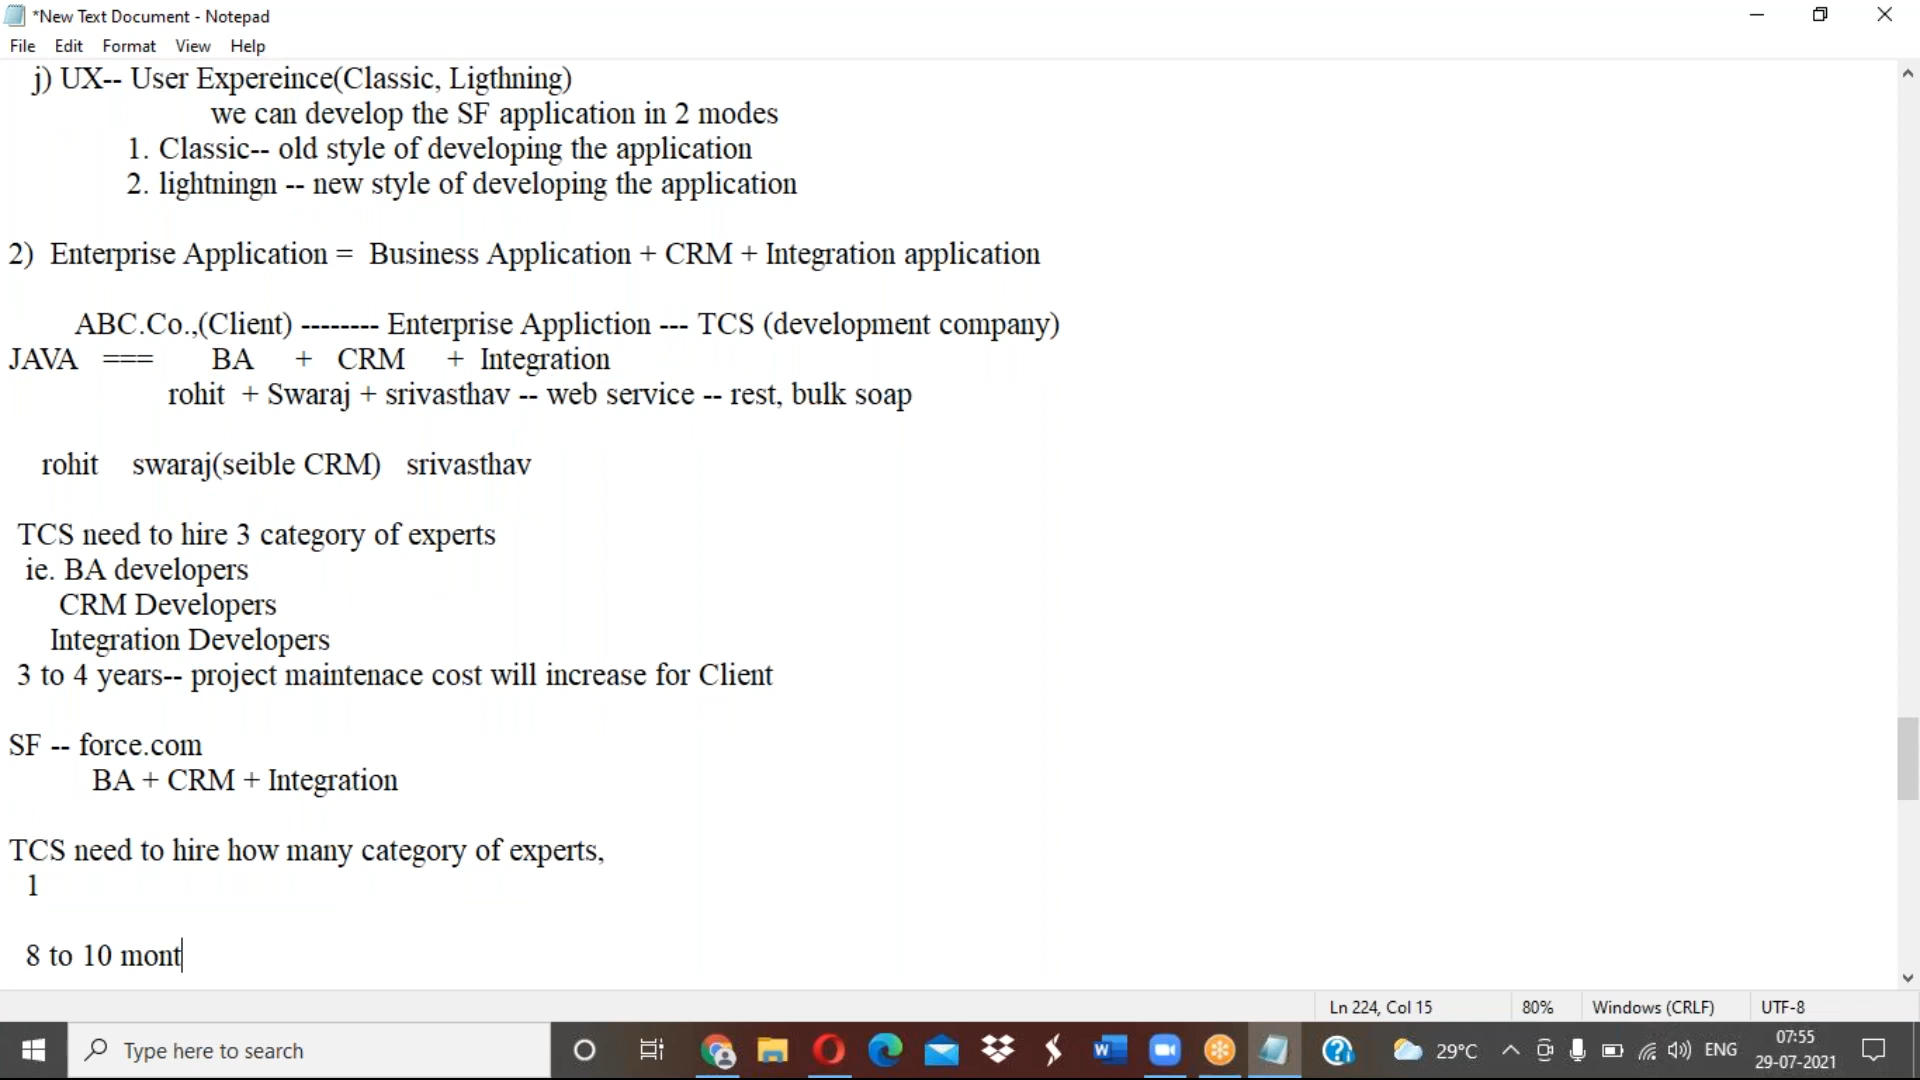 *New Text Document - Notepad
File Edit Format View Help
j) UX-- User Expereince(Classic, Ligthning)
we can develop the SF application in 2 modes
1. Classic-- old style of developing the application
2. lightningn -- new style of developing the application
2) Enterprise Application = Business Application + CRM + Integration application
ABC.Co.,(Client) -------- Enterprise Appliction --- TCS (development company)
JAVA === BA + CRM + Integration
rohit + Swaraj + srivasthav -- web service -- rest, bulk soap
rohit swaraj(seible CRM) srivasthav
TCS need to hire 3 category of experts
ie. BA developers
CRM Developers
Integration Developers
3 to 4 years-- project maintenace cost will increase for Client
SF -- force.com
BA + CRM + Integration
TCS need to hire how many category of experts,
1
8 to 10 mont
Ln 224, Col 15 80% Windows (CRLF) UTF-8
Type here to search
29°C ENG 07:55
29-07-2021